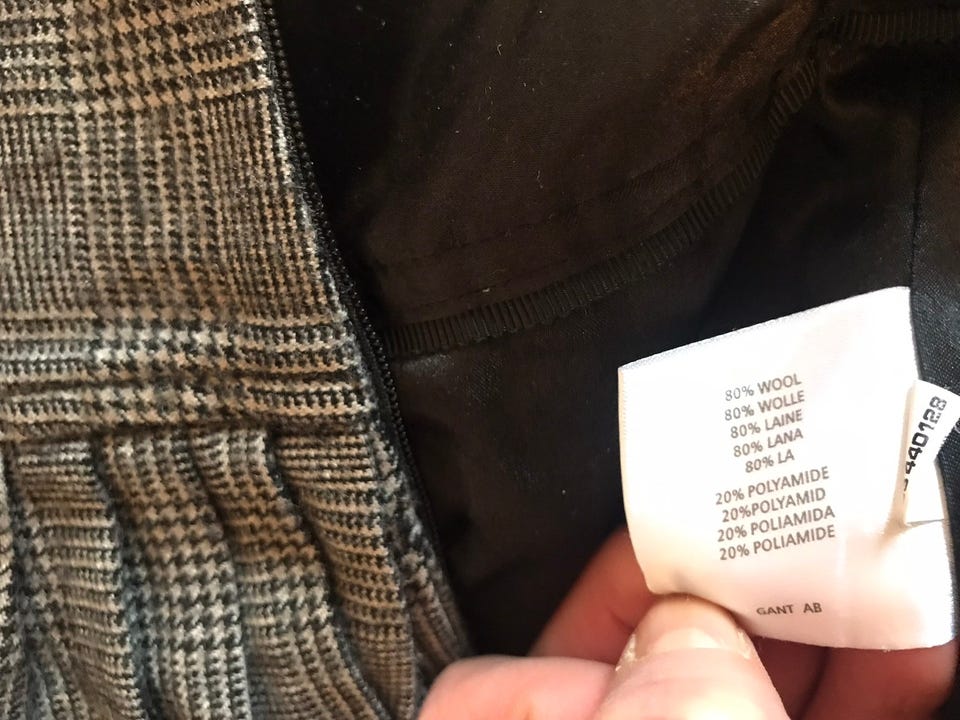 80% WOOL
80% WOLLE
80% LAINE
80% LANA
80% LA
20% POLYAMIDE
20%POLYAMID
20% POLIAMIDA
20% POLIAMIDE
GANT AB
440128